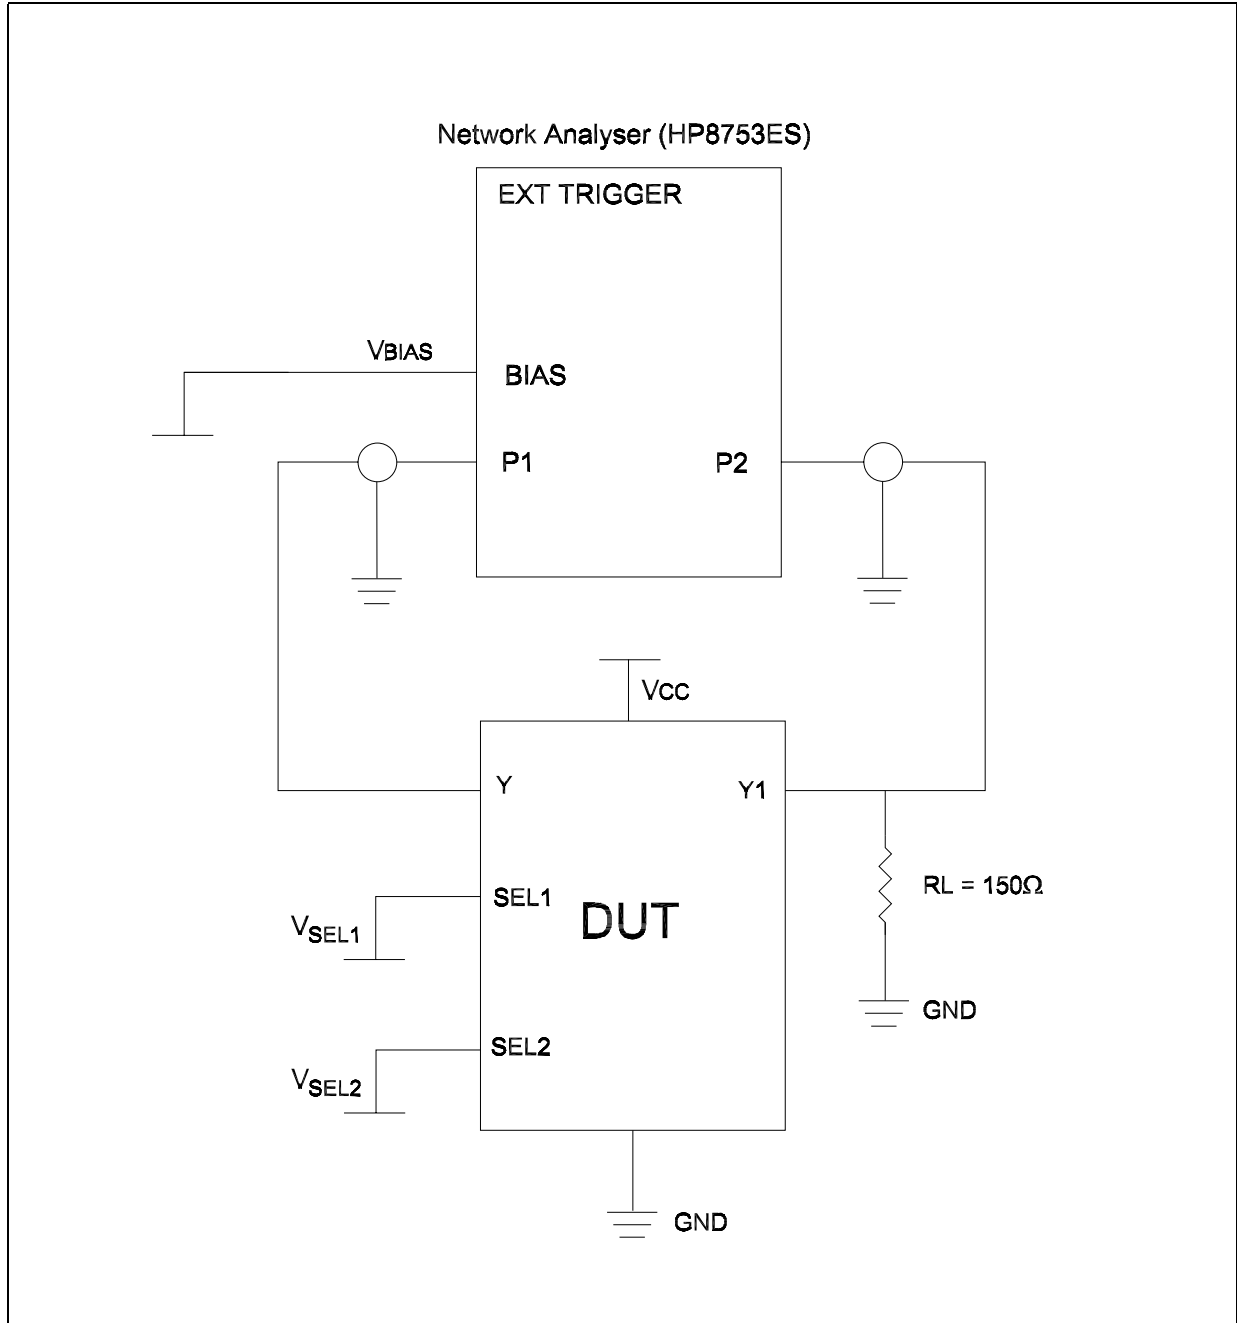 Network Analyser (HP8753ES)
EXT TRIGGER
VBIAS
BIAS
P1
P2
VCC
Y
Y1
SEL1
RL = 150Ω
DUT
VSEL1
GND
SEL2
VSEL2
GND